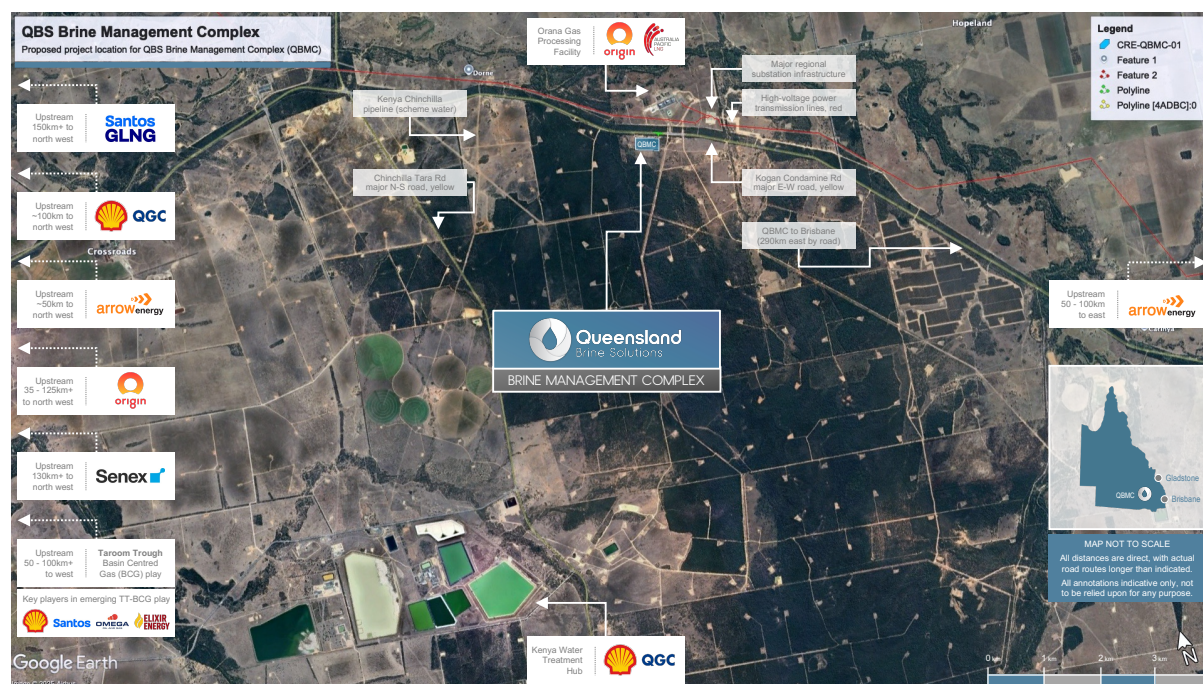 QBS Brine Management Complex
Proposed project location for QBS Brine Management Complex (QBMC)
Upstream
150km+ to
north west
Santos
GLNG
Upstream
~100km to
north west
QGC
Crossroads
Upstream
~50km to
north west
arrowenergy
Upstream
35 - 125km+
to north west
origin
Upstream
130km+ to
north west
Senex
Upstream
50 - 100km+
to west
Taroom Trough
Basin Centred
Gas (BCG) play
Key players in emerging TT-BCG play
Santos
OMEGA
ELIXIR
ENERGY
Google Earth
Dorne
Kenya Chinchilla
pipeline (scheme water)
Chinchilla Tara Rd
major N-S road, yellow
Orana Gas
Processing
Facility
origin
AUSTRALIA
PACIFIC
LNG
QBMC
Major regional
substation infrastructure
High-voltage power
transmission lines, red
Kogan Condamine Rd
major E-W road, yellow
QBMC to Brisbane
(290km east by road)
Queensland
Brine Solutions
BRINE MANAGEMENT COMPLEX
Kenya Water
Treatment
Hub
QGC
Hopeland
Legend
CRE-QBMC-01
Feature 1
Feature 2
Polyline
Polyline [4ADBC]:0
Upstream
50 - 100km
to east
arrowenergy
Gladstone
QBMC
Brisbane
MAP NOT TO SCALE
All distances are direct, with actual
road routes longer than indicated.
All annotations indicative only, not
to be relied upon for any purpose.
N
0 km
1 km
2 km